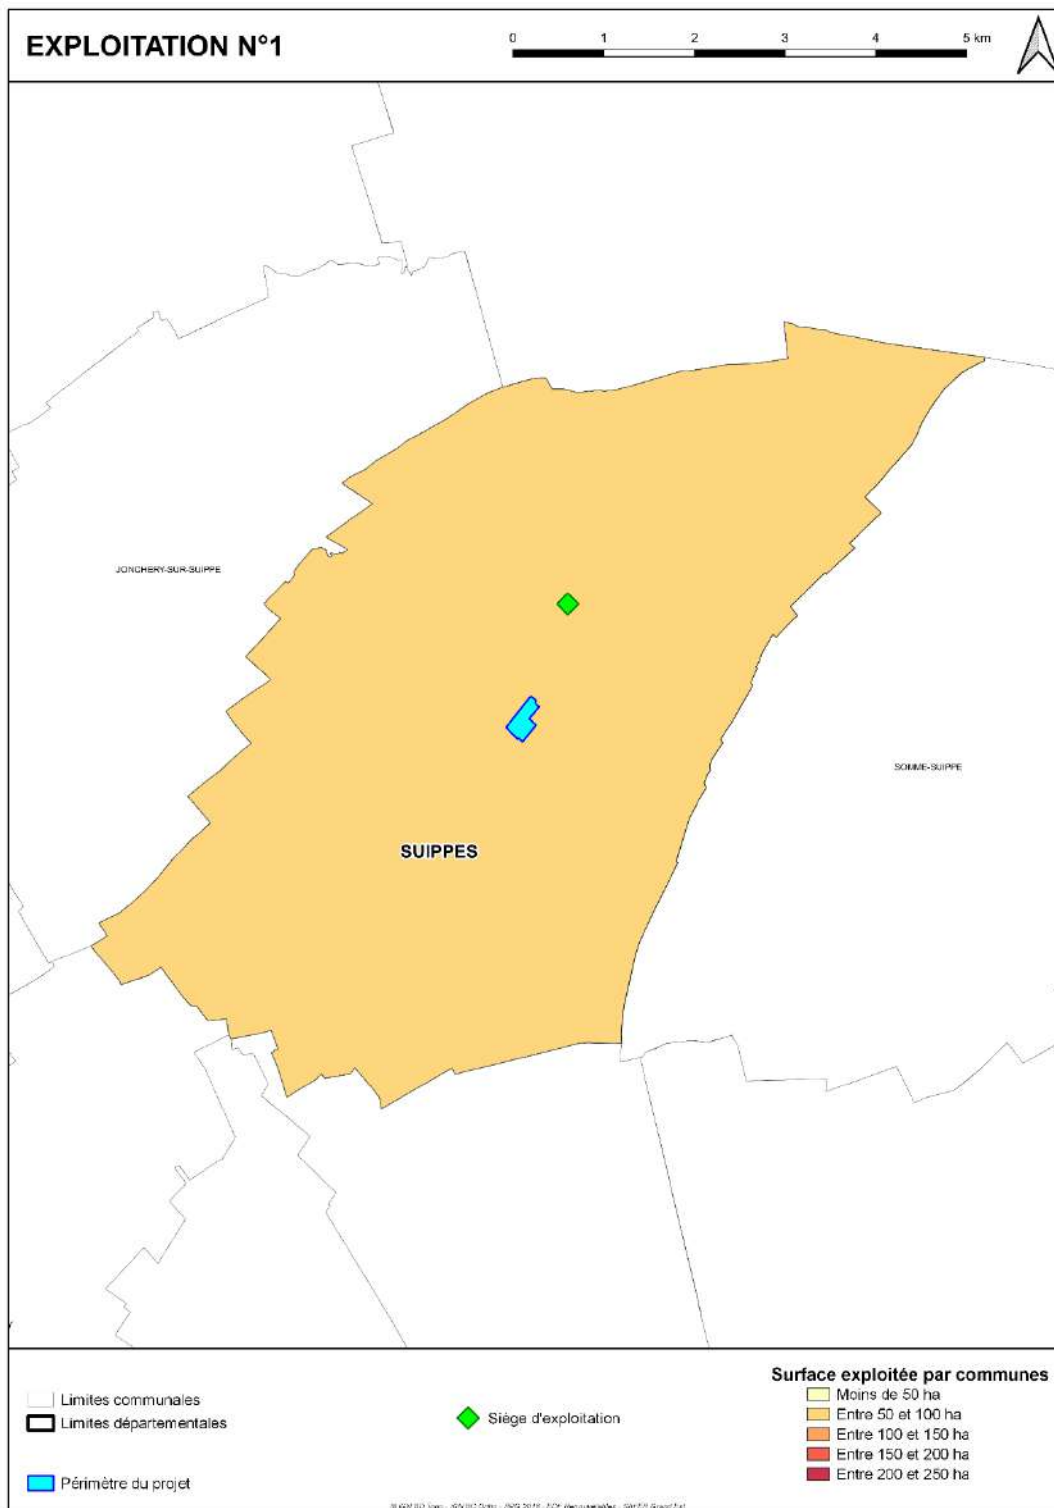 EXPLOITATION N°1
0 1 2 3 4 5 km
JONCHERY-SUR-SUIPPE
SOMME-SUIPPE
SUIPPES
Limites communales
Limites départementales
Périmètre du projet
Siège d'exploitation
Surface exploitée par communes
Moins de 50 ha
Entre 50 et 100 ha
Entre 100 et 150 ha
Entre 150 et 200 ha
Entre 200 et 250 ha